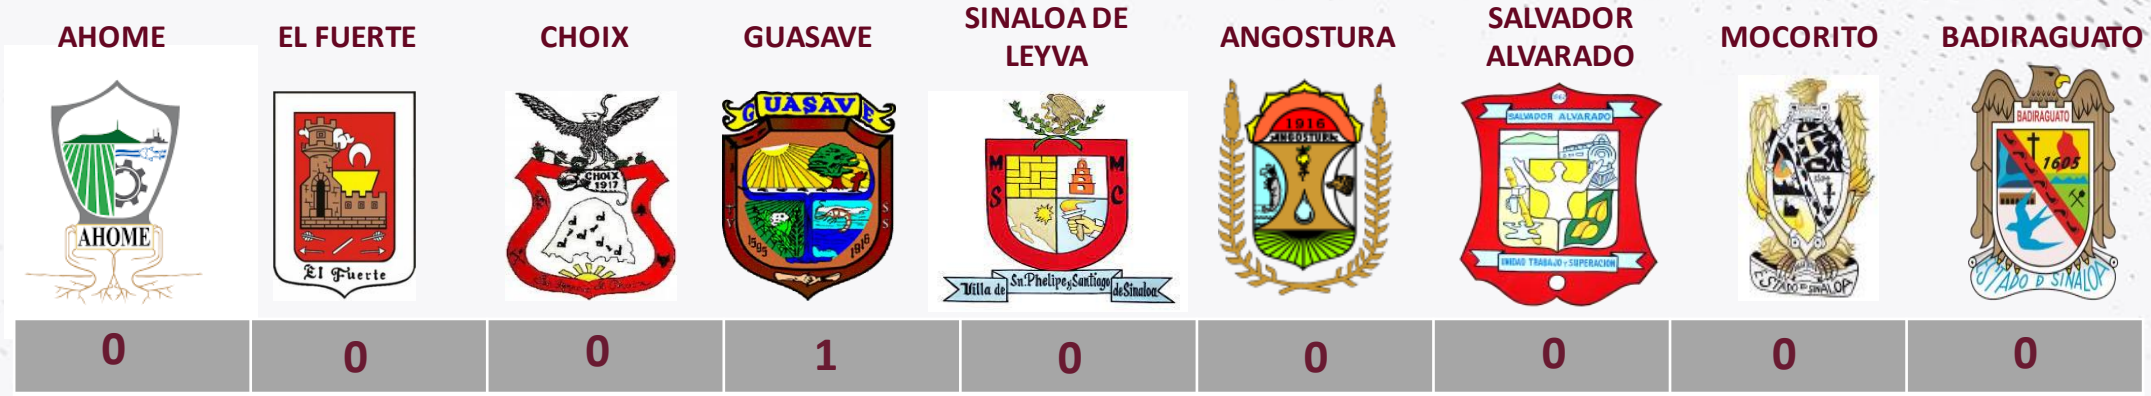 AHOME
EL FUERTE
CHOIX
GUASAVE
SINALOA DE
LEYVA
ANGOSTURA
SALVADOR
ALVARADO
MOCORITO
BADIRAGUATO
AHOME
El Fuerte
CHOIX
1917
GUASAVE
1595
1916
M M
S C
Villa de Sn. Phelipe y Santiago de Sinaloa
1916
ANGOSTURA
SALVADOR ALVARADO
UNIDAD TRABAJO Y SUPERACION
ESTADO D SINALOA
BADIRAGUATO
1605
ESTADO D SINALOA
0 0 0 1 0 0 0 0 0